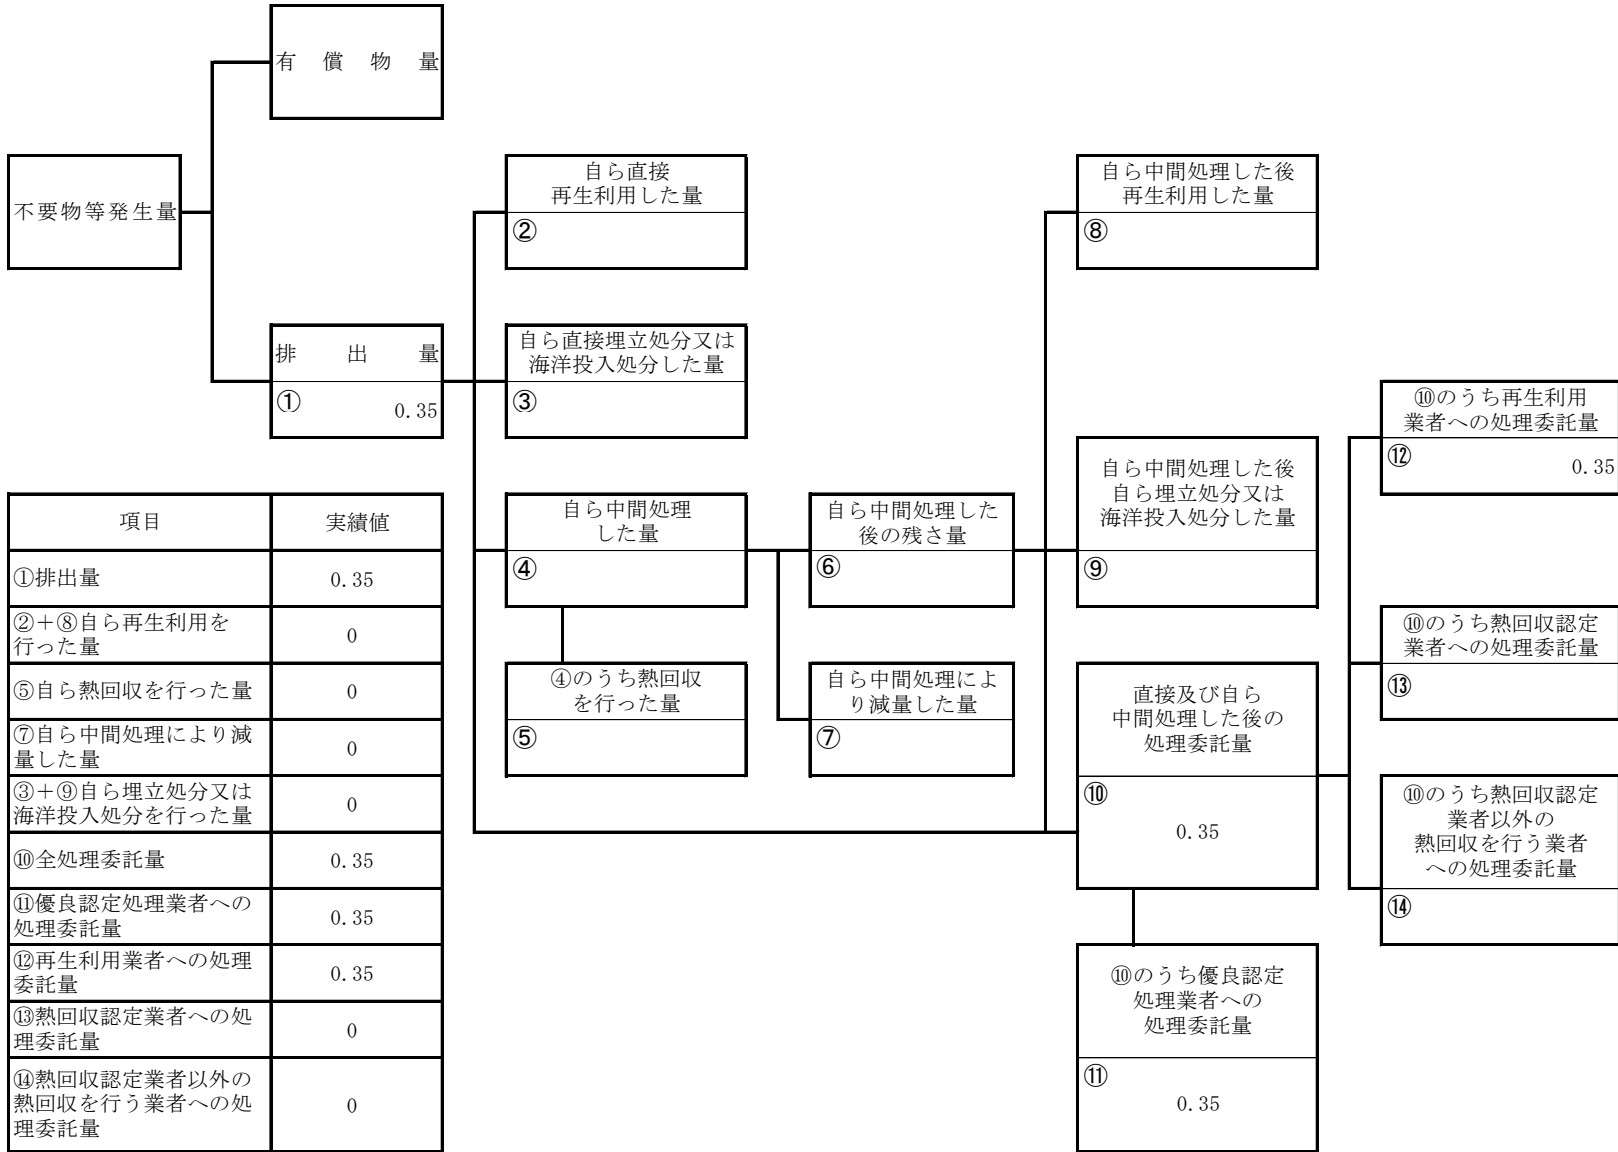 有償物量
不要物等発生量
自ら直接
再生利用した量
②
自ら中間処理した後
再生利用した量
⑧
排出量
① 0.35
自ら直接埋立処分又は
海洋投入処分した量
③
⑩のうち再生利用
業者への処理委託量
⑫ 0.35
自ら中間処理
した量
④
自ら中間処理した
後の残さ量
⑥
自ら中間処理した後
自ら埋立処分又は
海洋投入処分した量
⑨
⑩のうち熱回収認定
業者への処理委託量
⑬
④のうち熱回収
を行った量
⑤
自ら中間処理によ
り減量した量
⑦
直接及び自ら
中間処理した後の
処理委託量
⑩
0.35
⑩のうち熱回収認定
業者以外の
熱回収を行う業者
への処理委託量
⑭
⑩のうち優良認定
処理業者への
処理委託量
⑪
0.35
項目 実績値
①排出量 0.35
②+⑧自ら再生利用を
行った量 0
⑤自ら熱回収を行った量 0
⑦自ら中間処理により減
量した量 0
③+⑨自ら埋立処分又は
海洋投入処分を行った量 0
⑩全処理委託量 0.35
⑪優良認定処理業者への
処理委託量 0.35
⑫再生利用業者への処理
委託量 0.35
⑬熱回収認定業者への処
理委託量 0
⑭熱回収認定業者以外の
熱回収を行う業者への処
理委託量 0